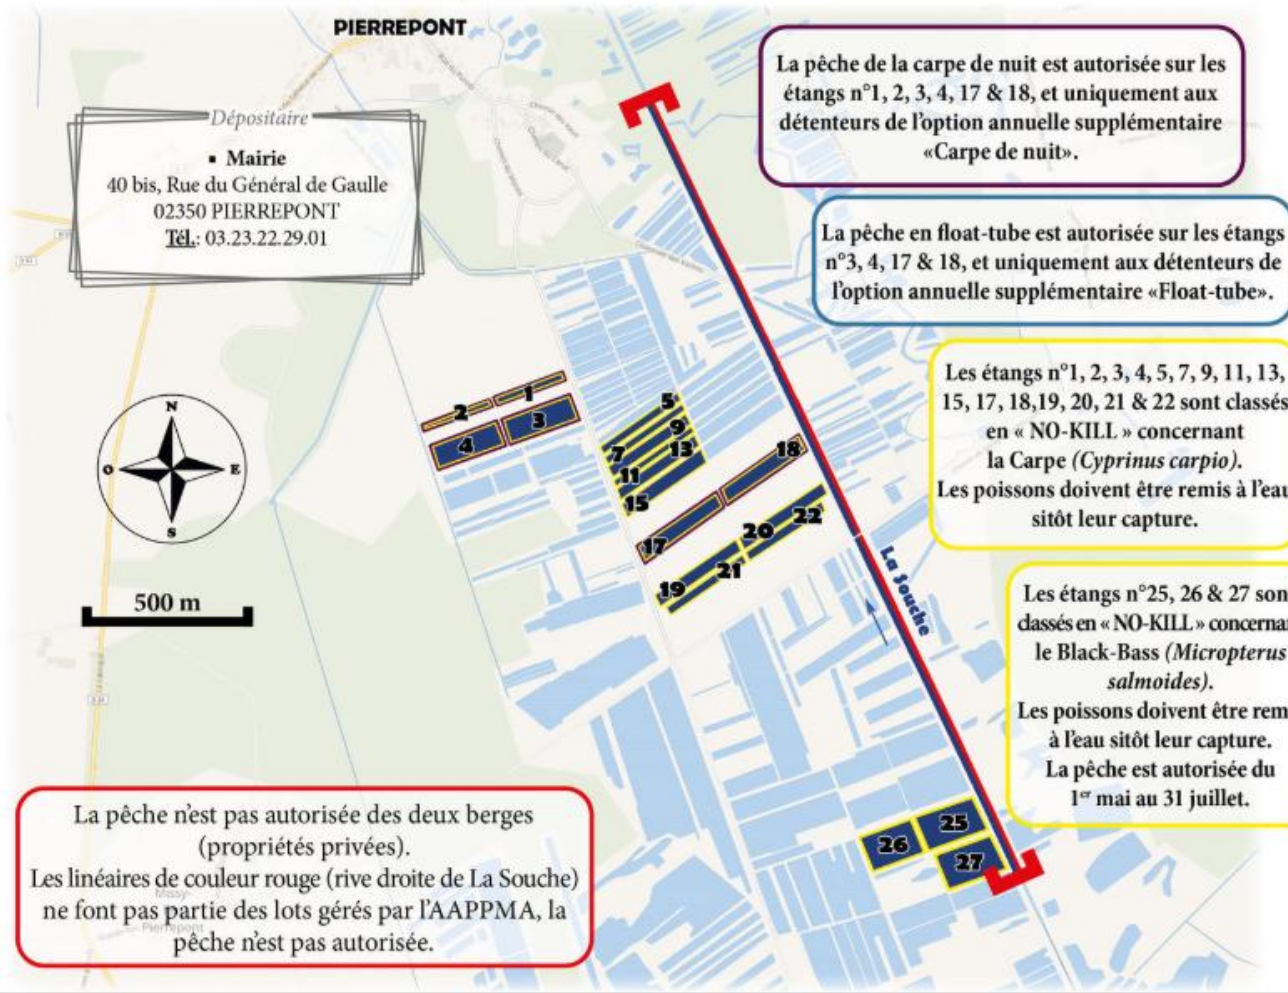 PIERREPONT
Dépositaire
▪ Mairie
40 bis, Rue du Général de Gaulle
02350 PIERREPONT
Tél.: 03.23.22.29.01
La pêche de la carpe de nuit est autorisée sur les
étangs n°1, 2, 3, 4, 17 & 18, et uniquement aux
détenteurs de l'option annuelle supplémentaire
«Carpe de nuit».
La pêche en float-tube est autorisée sur les étangs
n°3, 4, 17 & 18, et uniquement aux détenteurs de
l'option annuelle supplémentaire «Float-tube».
Les étangs n°1, 2, 3, 4, 5, 7, 9, 11, 13,
15, 17, 18,19, 20, 21 & 22 sont classés
en « NO-KILL » concernant
la Carpe (Cyprinus carpio).
Les poissons doivent être remis à l'eau
sitôt leur capture.
Les étangs n°25, 26 & 27 son
classés en « NO-KILL » concernan
le Black-Bass (Micropterus
salmoides).
Les poissons doivent être rem
à l'eau sitôt leur capture.
La pêche est autorisée du
1er mai au 31 juillet.
N
O
E
S
500 m
1
2
3
4
5
9
7
13
11
15
18
17
20
22
19
21
La Souche
25
26
27
La pêche n'est pas autorisée des deux berges
(propriétés privées).
Les linéaires de couleur rouge (rive droite de La Souche)
ne font pas partie des lots gérés par l'AAPPMA, la
pêche n'est pas autorisée.
Missy-
Pierrepont